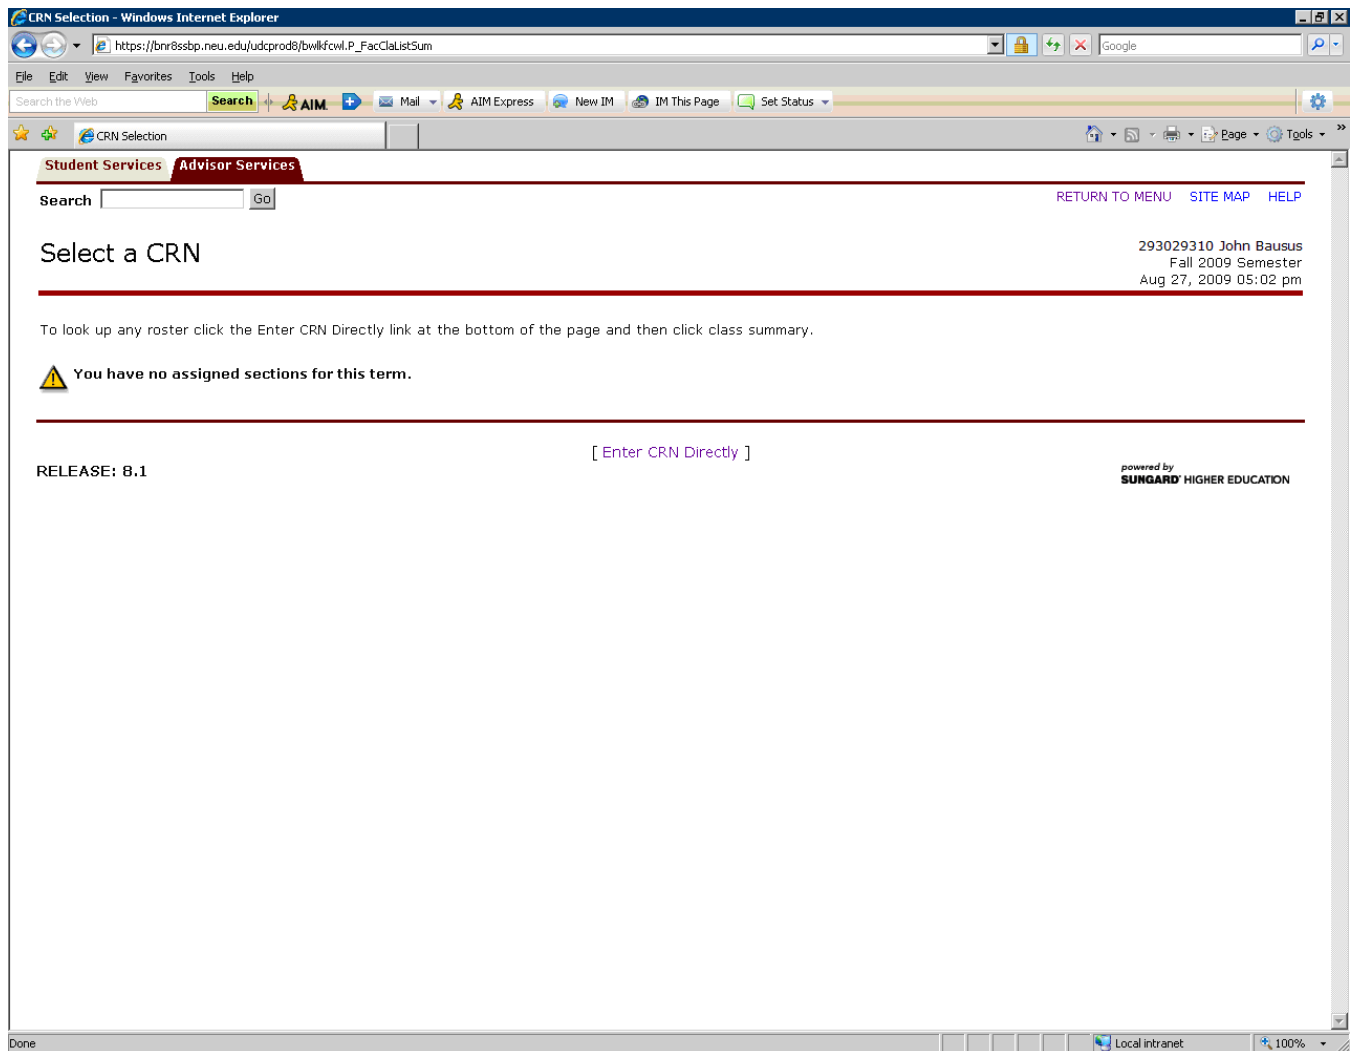 CRN Selection - Windows Internet Explorer
https://bnr8ssbp.neu.edu/udcprod8/bwlkfcwl.P_FacClaListSum
Google
File Edit View Favorites Tools Help
Search the Web Search AIM Mail AIM Express New IM IM This Page Set Status
CRN Selection Page Tools »
Student Services Advisor Services
Search Go RETURN TO MENU SITE MAP HELP
Select a CRN
293029310 John Bausus
Fall 2009 Semester
Aug 27, 2009 05:02 pm
To look up any roster click the Enter CRN Directly link at the bottom of the page and then click class summary.
You have no assigned sections for this term.
[ Enter CRN Directly ]
RELEASE: 8.1
powered by
SUNGARD' HIGHER EDUCATION
Done Local intranet 100%